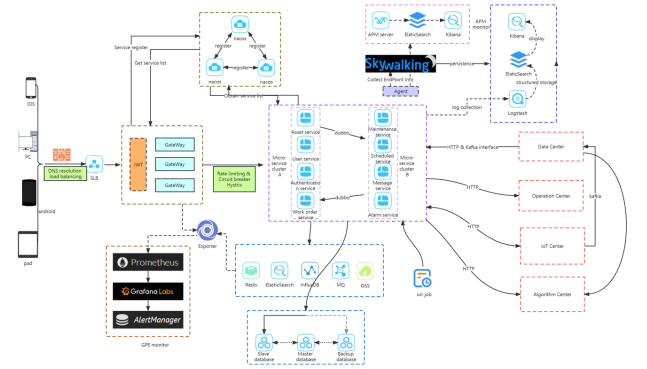 iOS
PC
android
pad
DNS resolution
load balancing
SLB
Service register
Get service list
nacos
register
register
register
nacos
nacos
JWT
GateWay
GateWay
GateWay
Rate limiting &
Circuit breaker
Hystrix
Exporter
Prometheus
Grafana Labs
AlertManager
GPE monitor
Micro-
service
cluster
A
Asset service
User service
Authenticatio
n service
Work order
service
dubbo
dubbo
Maintenance
service
Scheduled
service
Message
service
Alarm service
Micro-
service
cluster
B
Redis
ElasticSearch
InfluxDB
MQ
OSS
Slave
database
Master
database
Backup
database
xxl-job
APM server
ElaticSearch
Kibana
APM
monitor
Skywalking
Collect EndPoint Info
Agent
persistence
log collection
Kibana
display
ElaticSearch
structured storage
Logstash
HTTP & Kafka interface
HTTP
HTTP
HTTP
Data Center
Operation Center
IoT Center
Algorithm Center
kafka